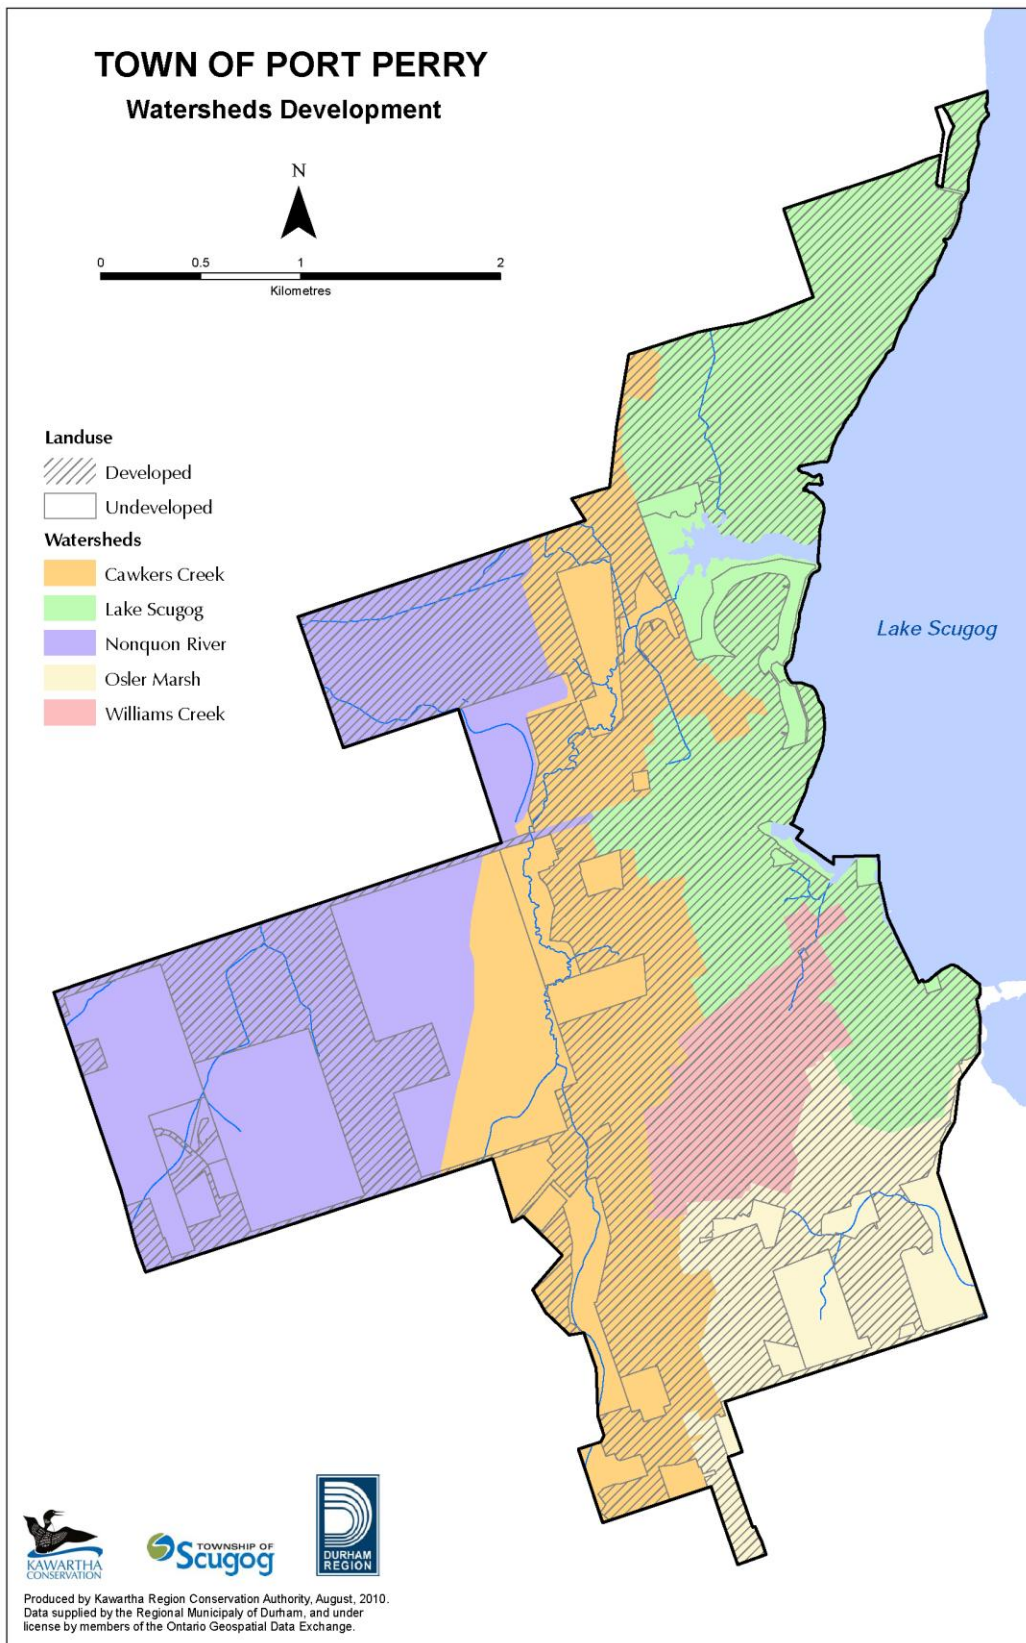 TOWN OF PORT PERRY
Watersheds Development
N
0 0.5 1 2
Kilometres
Landuse
Developed
Undeveloped
Watersheds
Cawkers Creek
Lake Scugog
Nonquon River
Osler Marsh
Williams Creek
Lake Scugog
KAWARTHA
CONSERVATION
TOWNSHIP OF
Scugog
DURHAM
REGION
Produced by Kawartha Region Conservation Authority, August, 2010.
Data supplied by the Regional Municipaly of Durham, and under
license by members of the Ontario Geospatial Data Exchange.